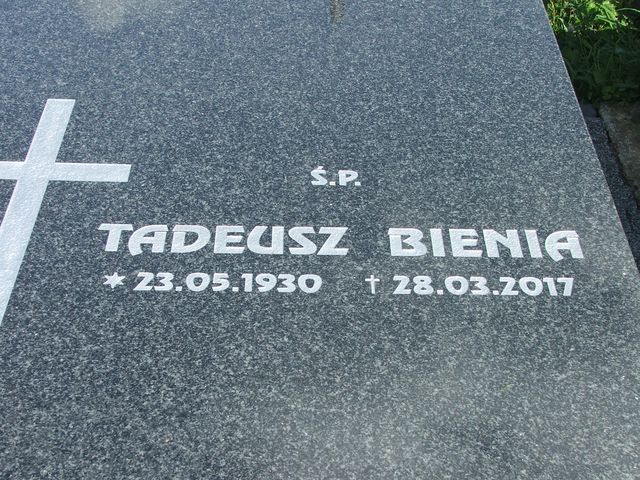 Ś.P.
TADEUSZ BIENIA
★ 23.05.1930 † 28.03.2017